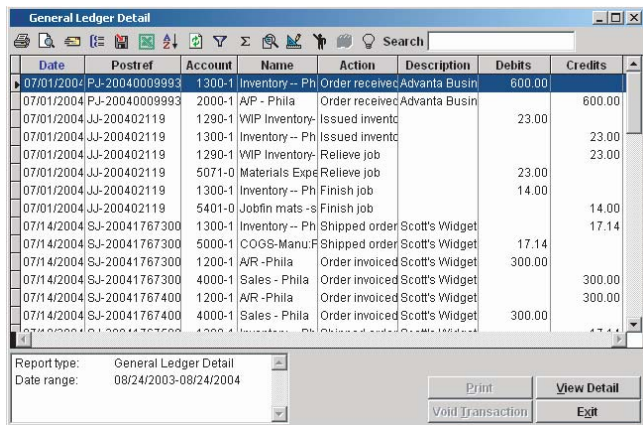 General Ledger Detail
Search
Date Postref Account Name Action Description Debits Credits
07/01/2004 PJ-20040009993 1300-1 Inventory -- Ph Order received Advanta Busin 600.00
07/01/2004 PJ-20040009993 2000-1 A/P - Phila Order received Advanta Busin 600.00
07/01/2004 JJ-200402119 1290-1 WIP Inventory- Issued invento 23.00
07/01/2004 JJ-200402119 1300-1 Inventory -- Ph Issued invento 23.00
07/01/2004 JJ-200402119 1290-1 WIP Inventory- Relieve job 23.00
07/01/2004 JJ-200402119 5071-0 Materials Expe Relieve job 23.00
07/01/2004 JJ-200402119 1300-1 Inventory -- Ph Finish job 14.00
07/01/2004 JJ-200402119 5401-0 Jobfin mats -s Finish job 14.00
07/14/2004 SJ-20041767300 1300-1 Inventory -- Ph Shipped order Scott's Widget 17.14
07/14/2004 SJ-20041767300 5000-1 COGS-Manu:F Shipped order Scott's Widget 17.14
07/14/2004 SJ-20041767300 1200-1 A/R -Phila Order invoiced Scott's Widget 300.00
07/14/2004 SJ-20041767300 4000-1 Sales - Phila Order invoiced Scott's Widget 300.00
07/14/2004 SJ-20041767400 1200-1 A/R -Phila Order invoiced Scott's Widget 300.00
07/14/2004 SJ-20041767400 4000-1 Sales - Phila Order invoiced Scott's Widget 300.00
Report type: General Ledger Detail
Date range: 08/24/2003-08/24/2004
Print View Detail
Void Transaction Exit